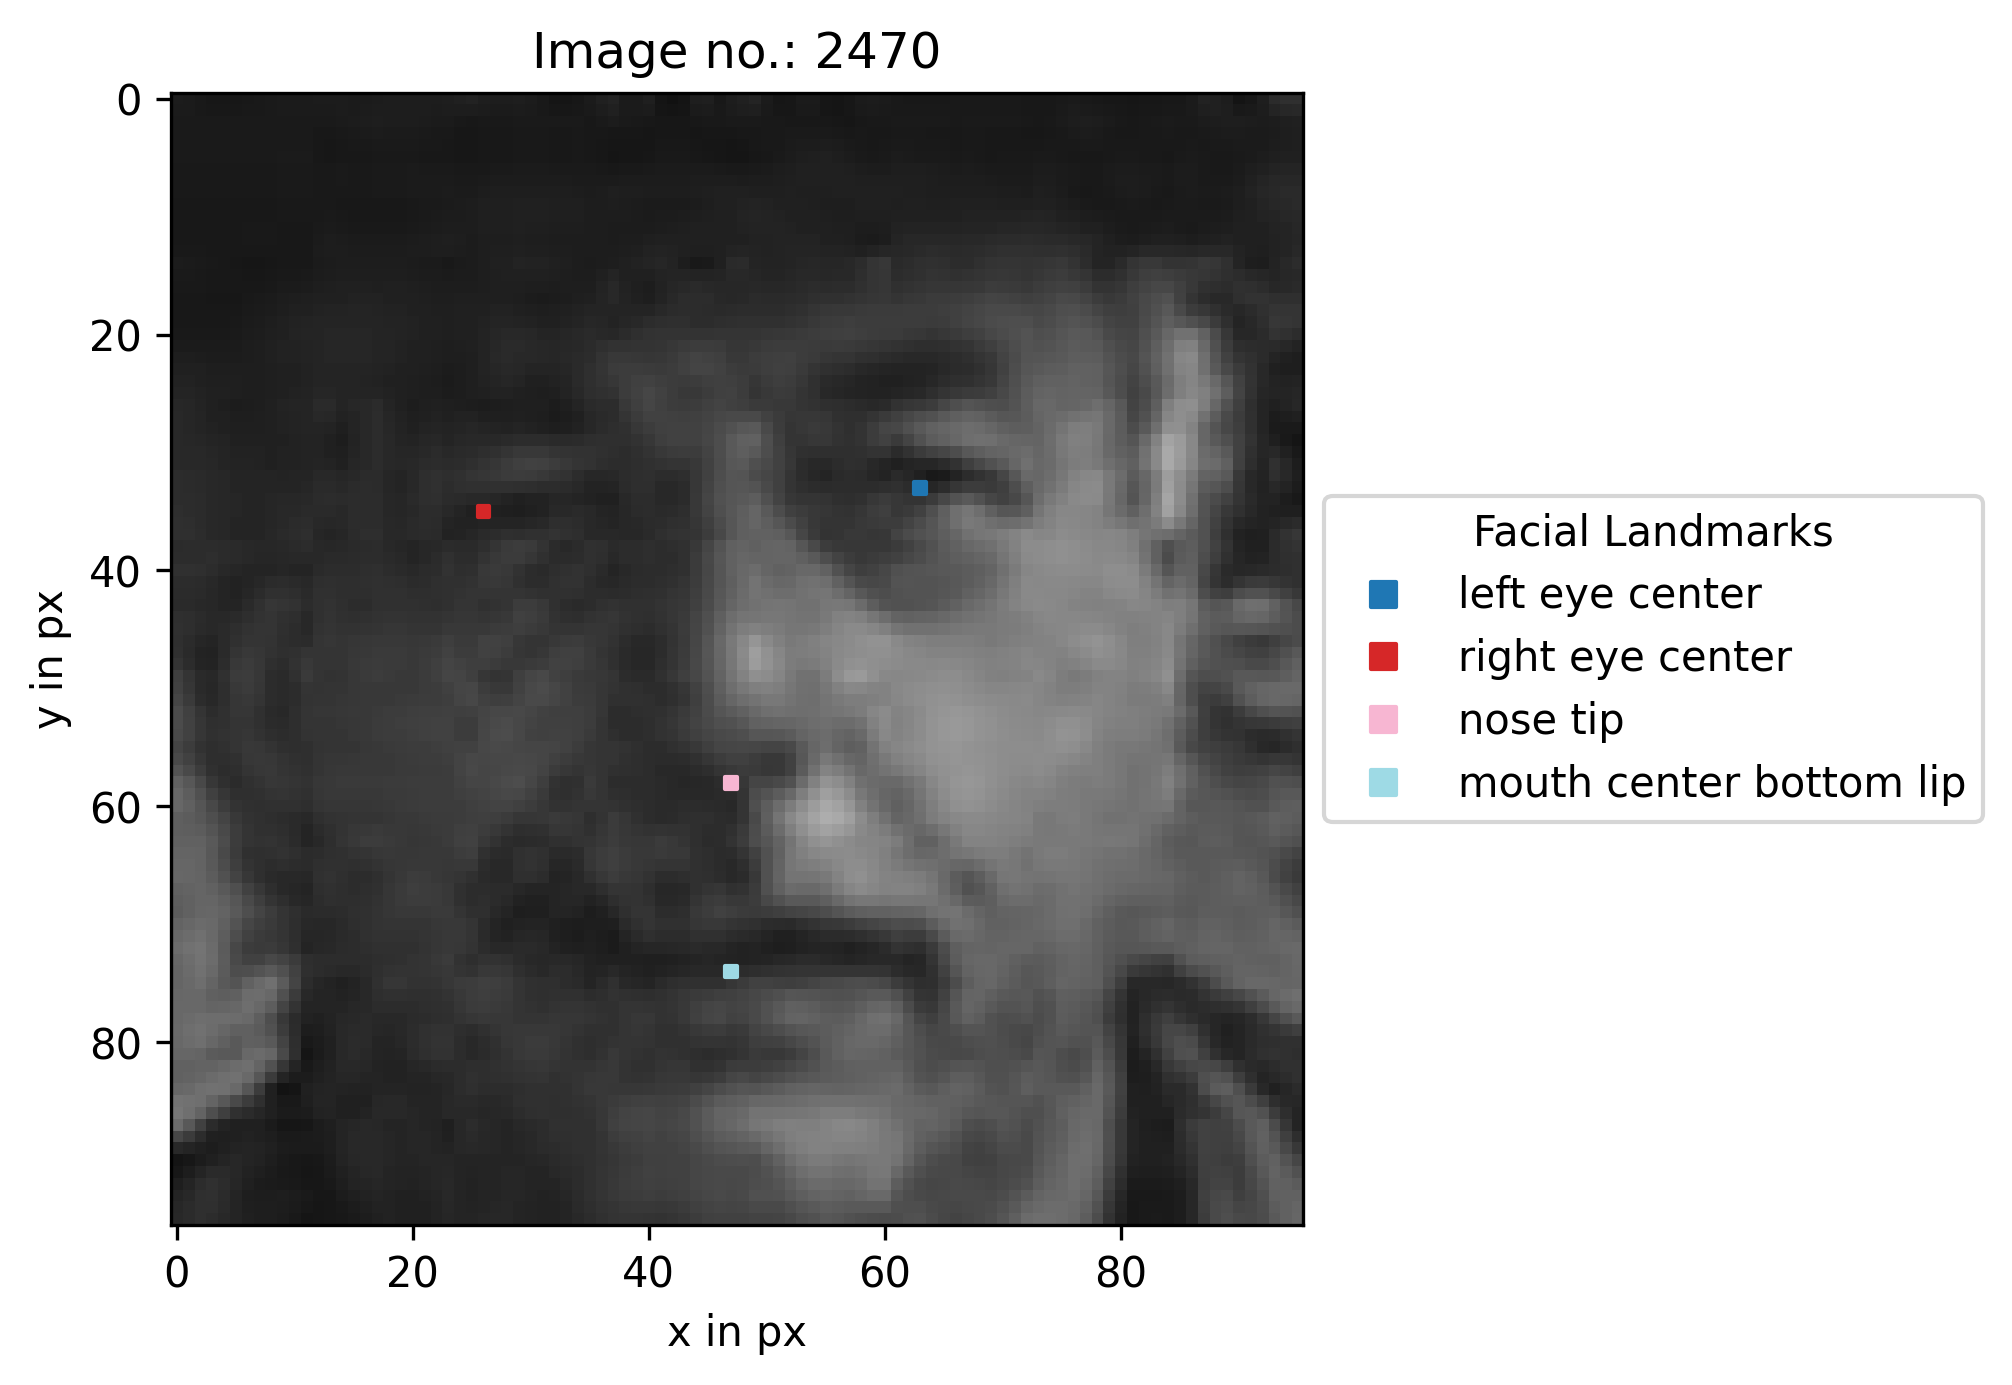 Image no.: 2470
0
20
40
60
80
y in px
0 20 40 60 80
x in px
Facial Landmarks
left eye center
right eye center
nose tip
mouth center bottom lip